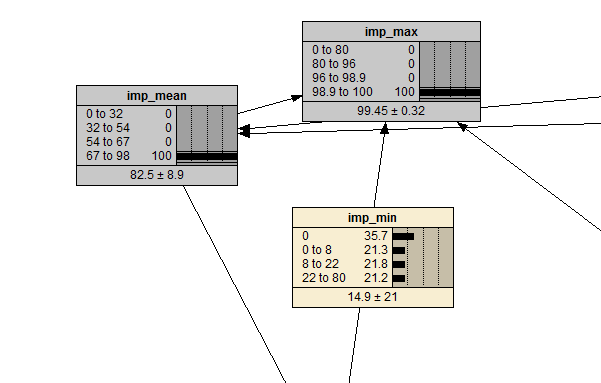 imp_max
0 to 80 0
80 to 96 0
96 to 98.9 0
98.9 to 100 100
99.45 ± 0.32
imp_mean
0 to 32 0
32 to 54 0
54 to 67 0
67 to 98 100
82.5 ± 8.9
imp_min
0 35.7
0 to 8 21.3
8 to 22 21.8
22 to 80 21.2
14.9 ± 21